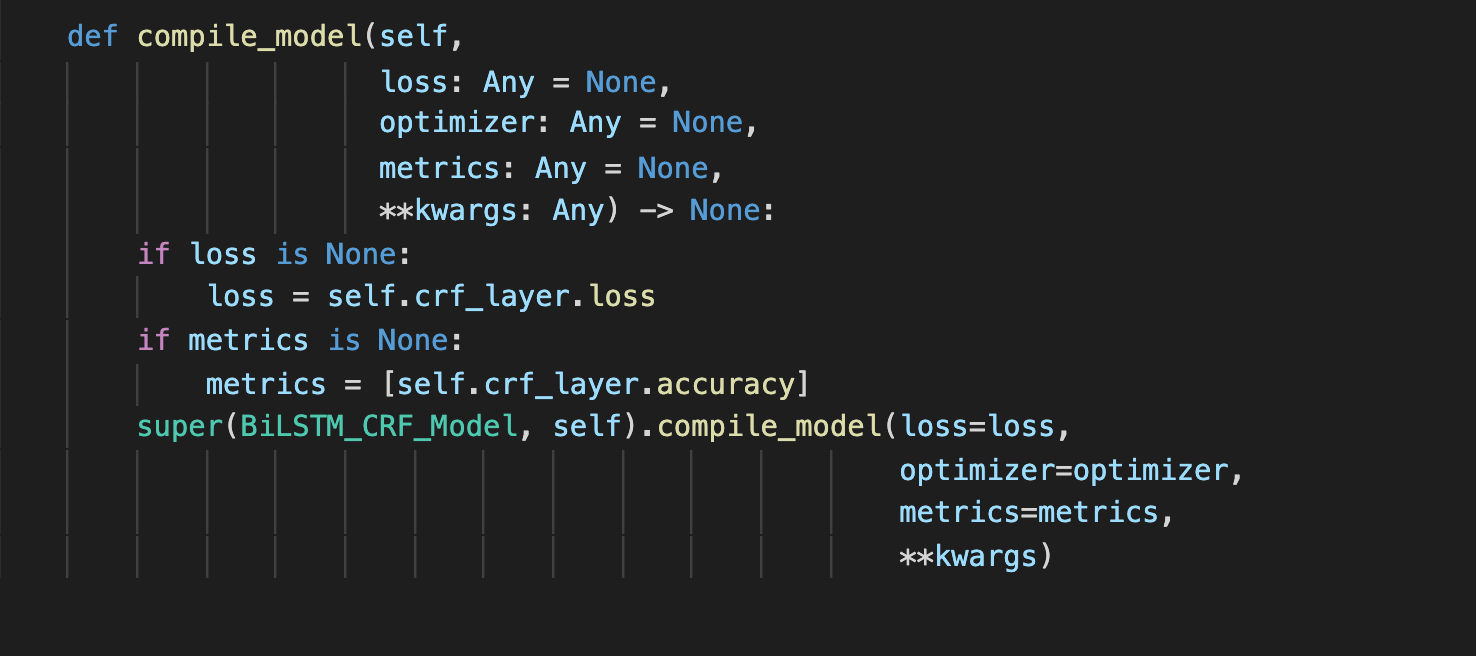 def compile_model(self,
loss: Any = None,
optimizer: Any = None,
metrics: Any = None,
**kwargs: Any) -> None:
if loss is None:
loss = self.crf_layer.loss
if metrics is None:
metrics = [self.crf_layer.accuracy]
super(BiLSTM_CRF_Model, self).compile_model(loss=loss,
optimizer=optimizer,
metrics=metrics,
**kwargs)